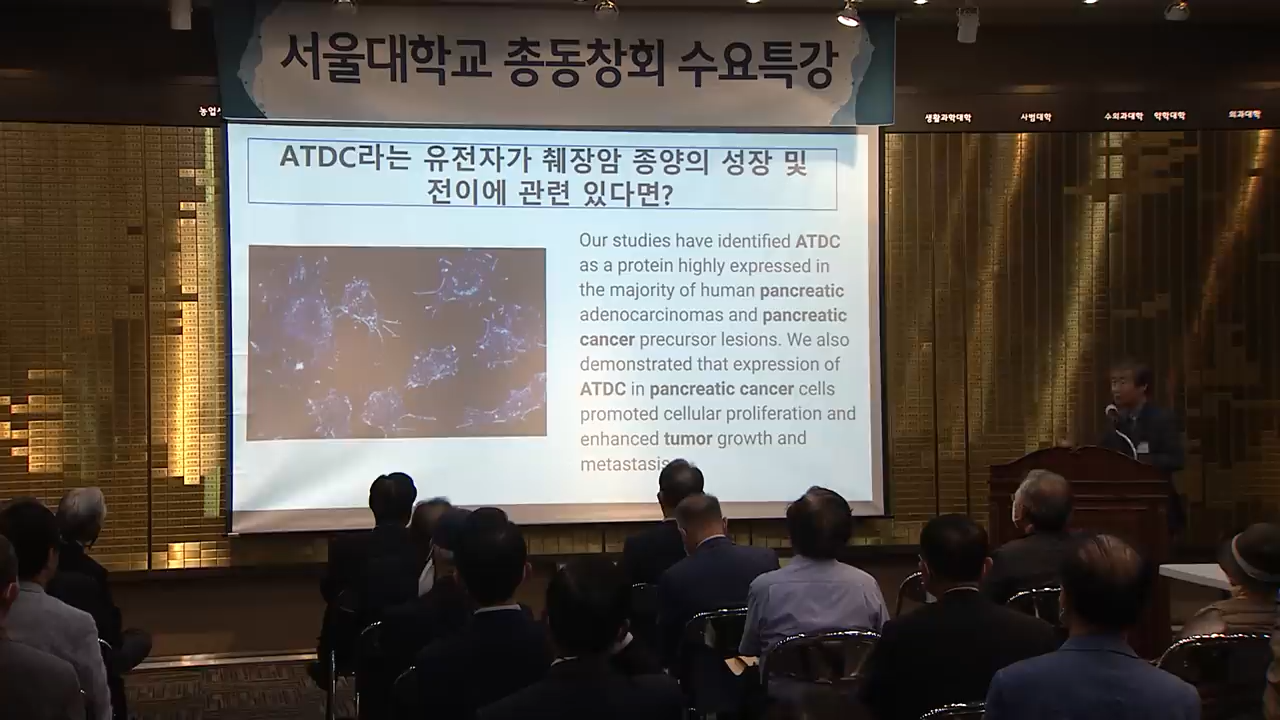 서울대학교 총동창회 수요특강
생활과학대학
사범대학
수의과대학
약학대학
의과대학
ATDC라는 유전자가 췌장암 종양의 성장 및
전이에 관련 있다면?
Our studies have identified ATDC
as a protein highly expressed in
the majority of human pancreatic
adenocarcinomas and pancreatic
cancer precursor lesions. We also
demonstrated that expression of
ATDC in pancreatic cancer cells
promoted cellular proliferation and
enhanced tumor growth and
metastasis